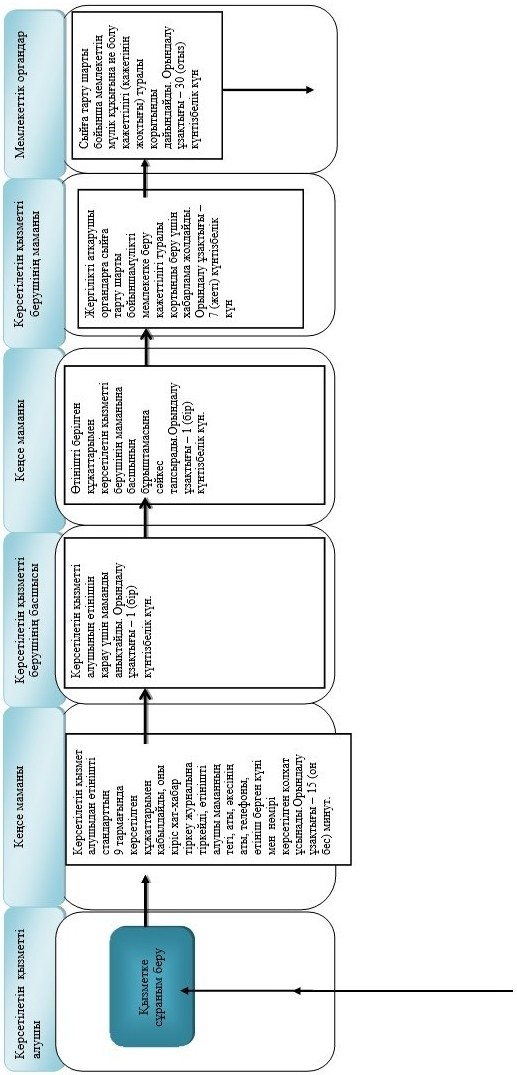 Көрсетілетін қызметті
алушы
Қызметке
сұраным беру
Кеңсе маманы
Көрсетілетін қызмет
алушыдан өтінішті
стандарттың
9 тармағында
көрсетілген
құжаттарымен
қабылдайды, оны
кіріс хат-хабар
тіркеу журналына
тіркейді, өтінішті
алушы маманның
тегі, аты, әкесінің
аты, телефоны,
өтініш берген күні
мен нөмірі
көрсетілген қолхат
ұсынады.Орындалу
ұзақтығы – 15 (он
бес) минут.
Көрсетілетін қызметті
берушінің басшысы
Көрсетілетін қызметті
алушының өтінішін
қарау үшін маманды
анықтайды. Орындалу
ұзақтығы – 1 (бір)
күнтізбелік күн.
Кеңсе маманы
Өтінішті берілген
құжаттарымен
көрсетілетін қызметті
берушінің маманына
басшының
бұрыштамасына
сәйкес
тапсырады.Орындалу
ұзақтығы – 1 (бір)
күнтізбелік күн.
Көрсетілетін қызметті
берушінің маманы
Жергілікті атқарушы
органдарға сыйға
тарту шарты
бойыншамүлікті
мемлекетке беру
қажеттілігі туралы
қортынды беру үшін
хабарлама жолдайды.
Орындалу ұзақтығы –
7 (жеті) күнтізбелік
күн
Мемлекеттік органдар
Сыйға тарту шарты
бойынша мемлекеттің
мүлік құқығына ие болу
қажеттілігі (қажетінің
жоқтығы) туралы
қорытынды
дайындайды. Орындалу
ұзақтығы – 30 (отыз)
күнтізбелік күн